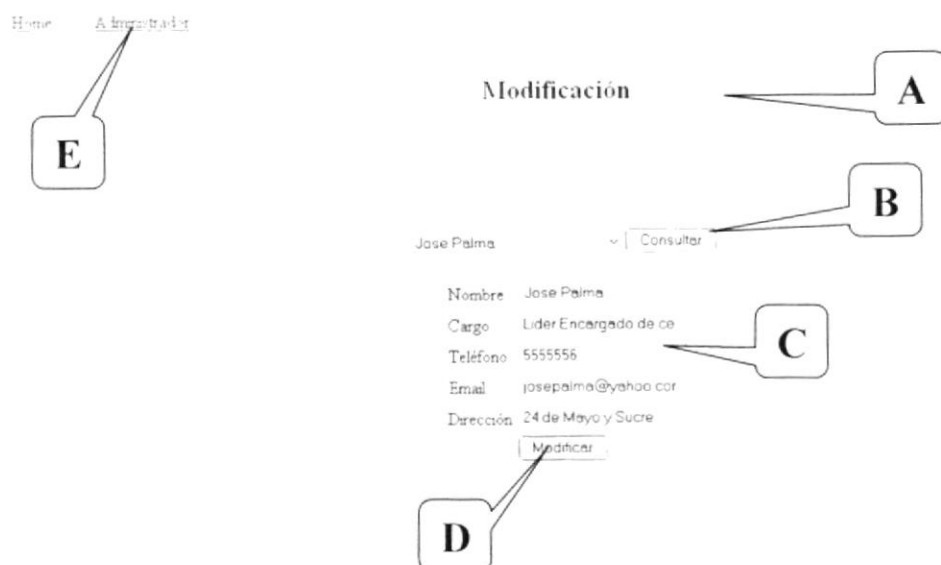 Home Administrador
Modificación
A
E
B
Jose Palma Consultar
Nombre Jose Palma
Cargo Lider Encargado de ce
C
Teléfono 5555556
Email josepalma@yahoo.cor
Dirección 24 de Mayo y Sucre
Modificar
D